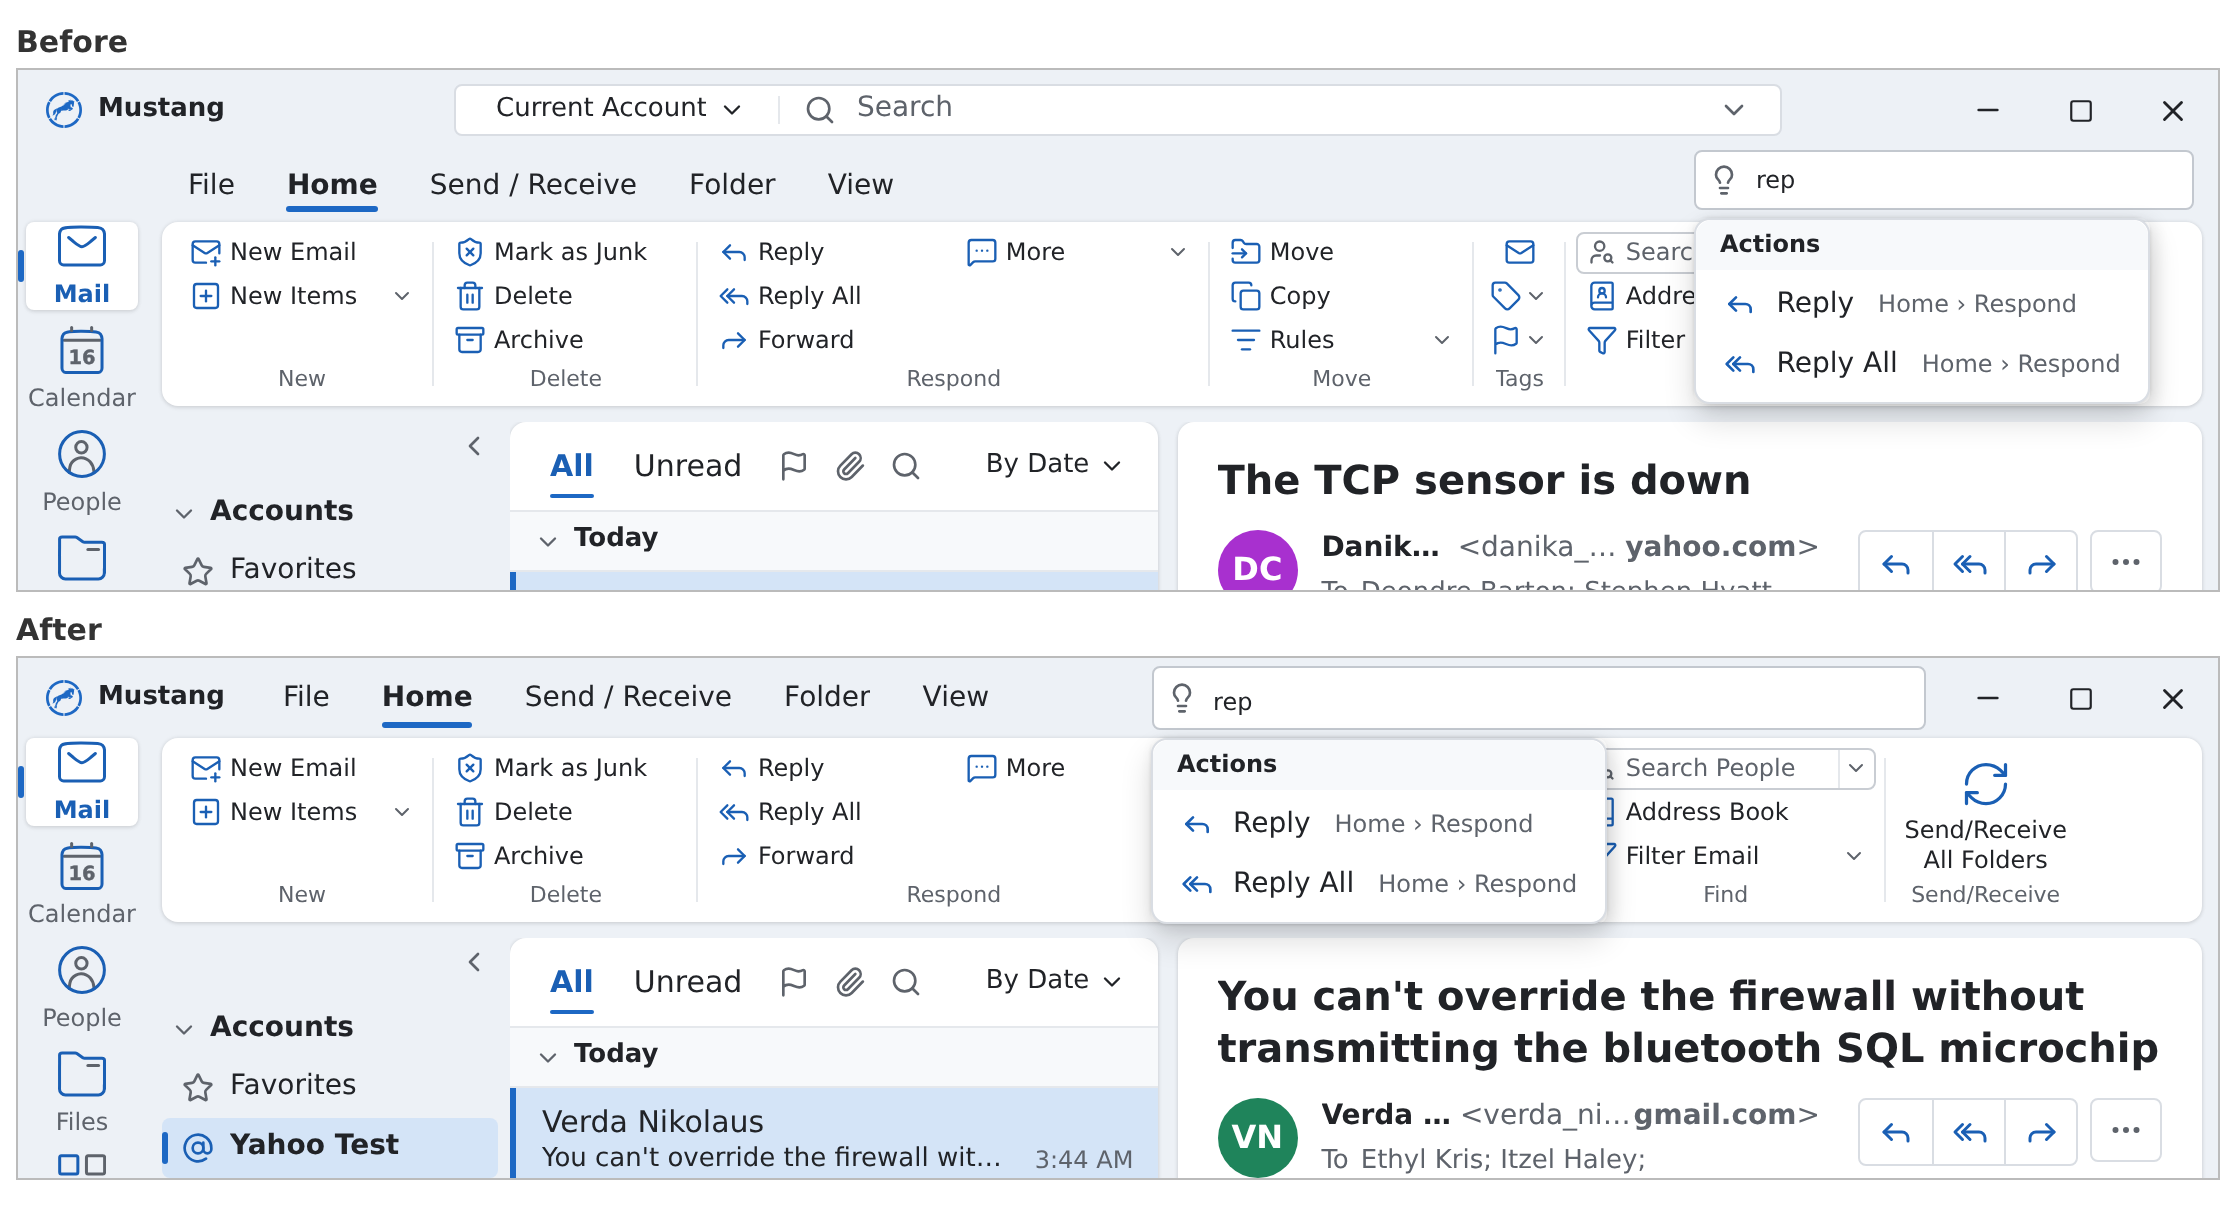 Before
Mustang
Current Account
Search
File Home Send / Receive Folder View
rep
Mail
16
Calendar
People
New Email
New Items
New
Mark as Junk
Delete
Archive
Delete
Reply
Reply All
Forward
More
Respond
Move
Copy
Rules
Move
Tags
Filter
Actions
Reply Home › Respond
Reply All Home › Respond
Accounts
Favorites
All Unread By Date
Today
The TCP sensor is down
DC
Danik... <danika_... yahoo.com>
To Deondre Barton; Stephen Hyatt
After
Mustang
File Home Send / Receive Folder View
rep
Mail
16
Calendar
People
Files
New Email
New Items
New
Mark as Junk
Delete
Archive
Delete
Reply
Reply All
Forward
More
Respond
Actions
Reply Home › Respond
Reply All Home › Respond
Search People
Address Book
Filter Email
Find
Send/Receive
All Folders
Send/Receive
Accounts
Favorites
Yahoo Test
All Unread By Date
Today
Verda Nikolaus
You can't override the firewall wit... 3:44 AM
You can't override the firewall without
transmitting the bluetooth SQL microchip
VN
Verda ... <verda_ni... gmail.com>
To Ethyl Kris; Itzel Haley;